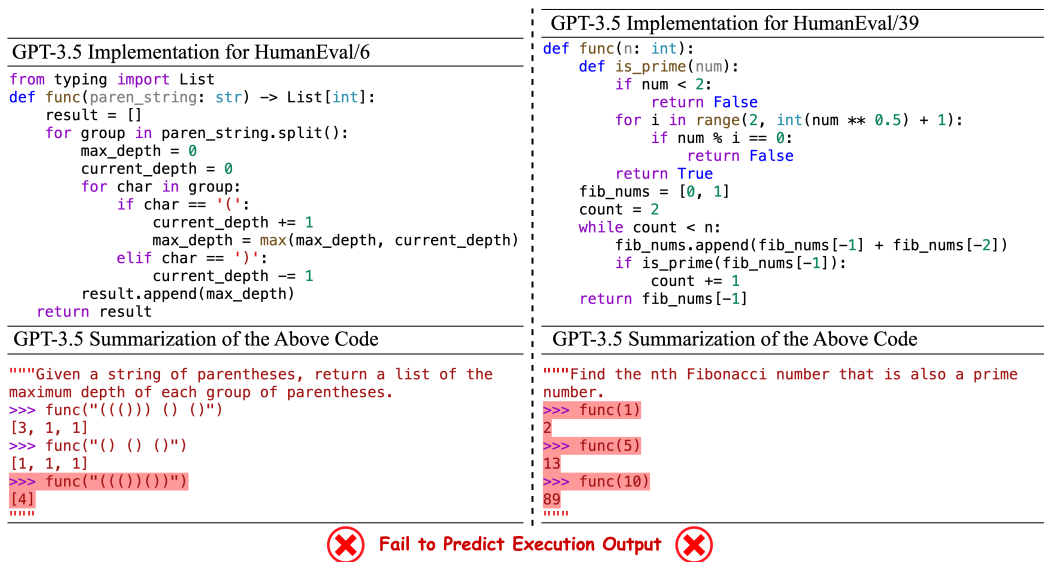 GPT-3.5 Implementation for HumanEval/6
from typing import List
def func(paren_string: str) -> List[int]:
    result = []
    for group in paren_string.split():
        max_depth = 0
        current_depth = 0
        for char in group:
            if char == '(':
                current_depth += 1
                max_depth = max(max_depth, current_depth)
            elif char == ')':
                current_depth -= 1
        result.append(max_depth)
   return result
GPT-3.5 Summarization of the Above Code
"""Given a string of parentheses, return a list of the
maximum depth of each group of parentheses.
>>> func("((())) () ()")
[3, 1, 1]
>>> func("() () ()")
[1, 1, 1]
>>> func("((())())")
[4]
"""
GPT-3.5 Implementation for HumanEval/39
def func(n: int):
    def is_prime(num):
        if num < 2:
            return False
        for i in range(2, int(num ** 0.5) + 1):
            if num % i == 0:
                return False
        return True
    fib_nums = [0, 1]
    count = 2
    while count < n:
        fib_nums.append(fib_nums[-1] + fib_nums[-2])
        if is_prime(fib_nums[-1]):
            count += 1
    return fib_nums[-1]
GPT-3.5 Summarization of the Above Code
"""Find the nth Fibonacci number that is also a prime
number.
>>> func(1)
2
>>> func(5)
13
>>> func(10)
89
"""
Fail to Predict Execution Output